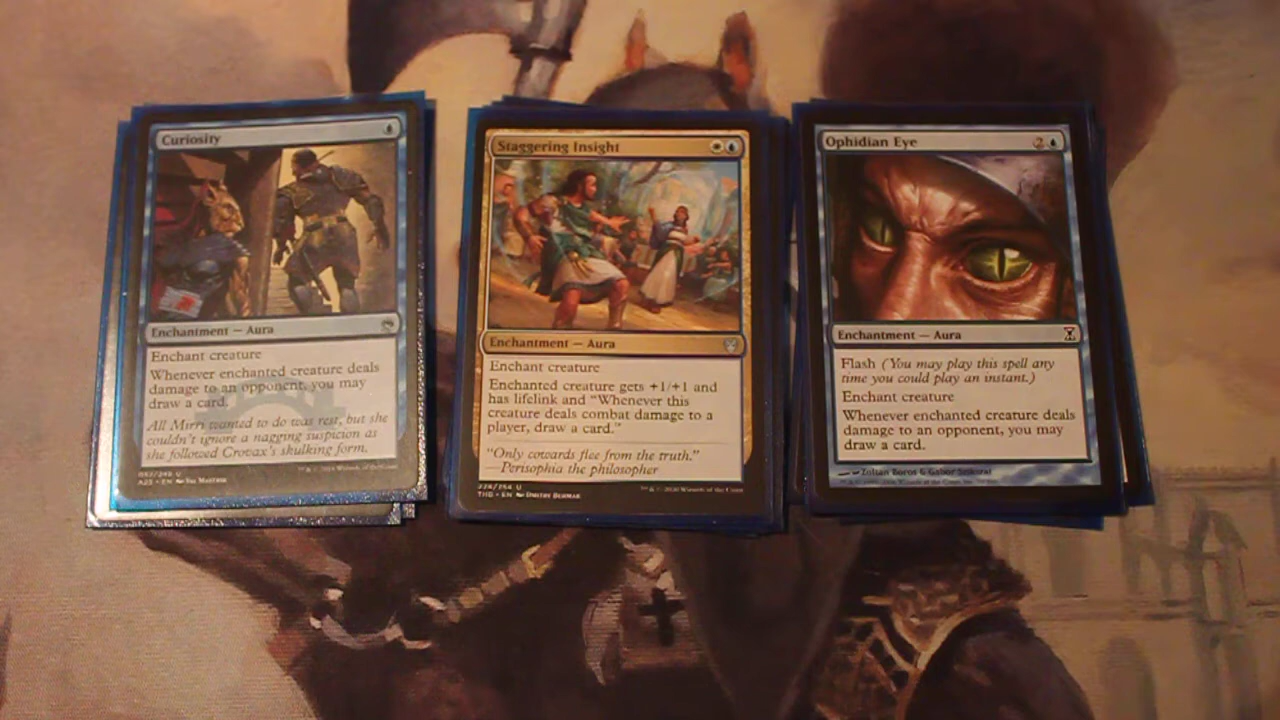 Curiosity
Enchantment — Aura
Enchant creature
Whenever enchanted creature deals
damage to an opponent, you may
draw a card.
All Mirri wanted to do was rest, but she
couldn't ignore a nagging suspicion as
she followed Crovax's skulking form.
A25 • EN
Staggering Insight
Enchantment — Aura
Enchant creature
Enchanted creature gets +1/+1 and
has lifelink and "Whenever this
creature deals combat damage to a
player, draw a card."
"Only cowards flee from the truth."
—Perisophia the philosopher
THB • EN
Ophidian Eye
2
Enchantment — Aura
Flash (You may play this spell any
time you could play an instant.)
Enchant creature
Whenever enchanted creature deals
damage to an opponent, you may
draw a card.
Zoltan Boros & Gabor Szikszai